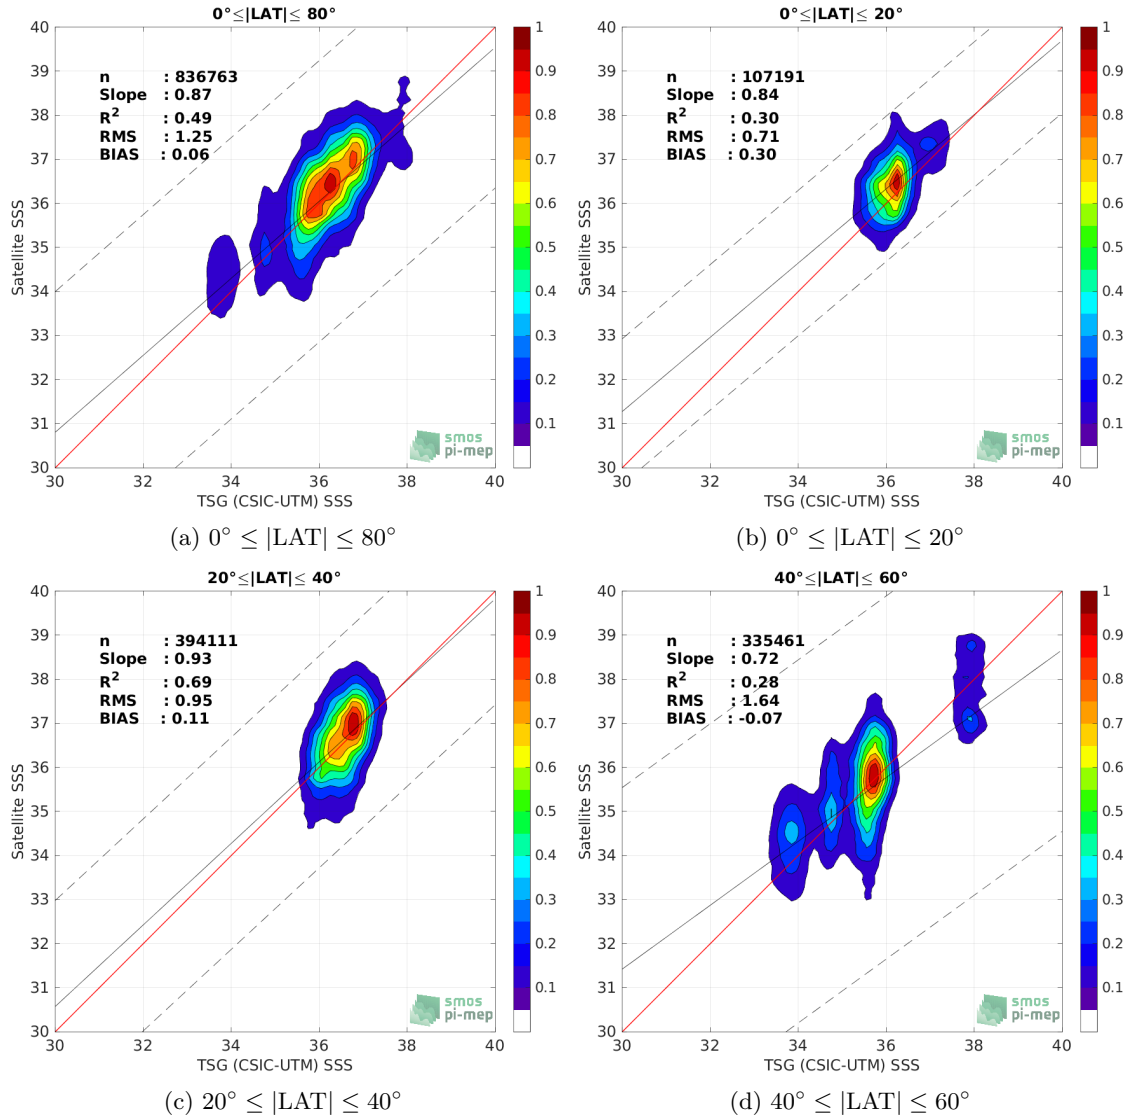 0°≤|LAT|≤ 80°
n : 836763
Slope : 0.87
R² : 0.49
RMS : 1.25
BIAS : 0.06
Satellite SSS
40
39
38
37
36
35
34
33
32
31
30
30 32 34 36 38 40
TSG (CSIC-UTM) SSS
1
0.9
0.8
0.7
0.6
0.5
0.4
0.3
0.2
0.1
smos
pi-mep
(a) 0° ≤ |LAT| ≤ 80°
0°≤|LAT|≤ 20°
n : 107191
Slope : 0.84
R² : 0.30
RMS : 0.71
BIAS : 0.30
Satellite SSS
40
39
38
37
36
35
34
33
32
31
30
30 32 34 36 38 40
TSG (CSIC-UTM) SSS
1
0.9
0.8
0.7
0.6
0.5
0.4
0.3
0.2
0.1
smos
pi-mep
(b) 0° ≤ |LAT| ≤ 20°
20°≤|LAT|≤ 40°
n : 394111
Slope : 0.93
R² : 0.69
RMS : 0.95
BIAS : 0.11
Satellite SSS
40
39
38
37
36
35
34
33
32
31
30
30 32 34 36 38 40
TSG (CSIC-UTM) SSS
1
0.9
0.8
0.7
0.6
0.5
0.4
0.3
0.2
0.1
smos
pi-mep
(c) 20° ≤ |LAT| ≤ 40°
40°≤|LAT|≤ 60°
n : 335461
Slope : 0.72
R² : 0.28
RMS : 1.64
BIAS : -0.07
Satellite SSS
40
39
38
37
36
35
34
33
32
31
30
30 32 34 36 38 40
TSG (CSIC-UTM) SSS
1
0.9
0.8
0.7
0.6
0.5
0.4
0.3
0.2
0.1
smos
pi-mep
(d) 40° ≤ |LAT| ≤ 60°